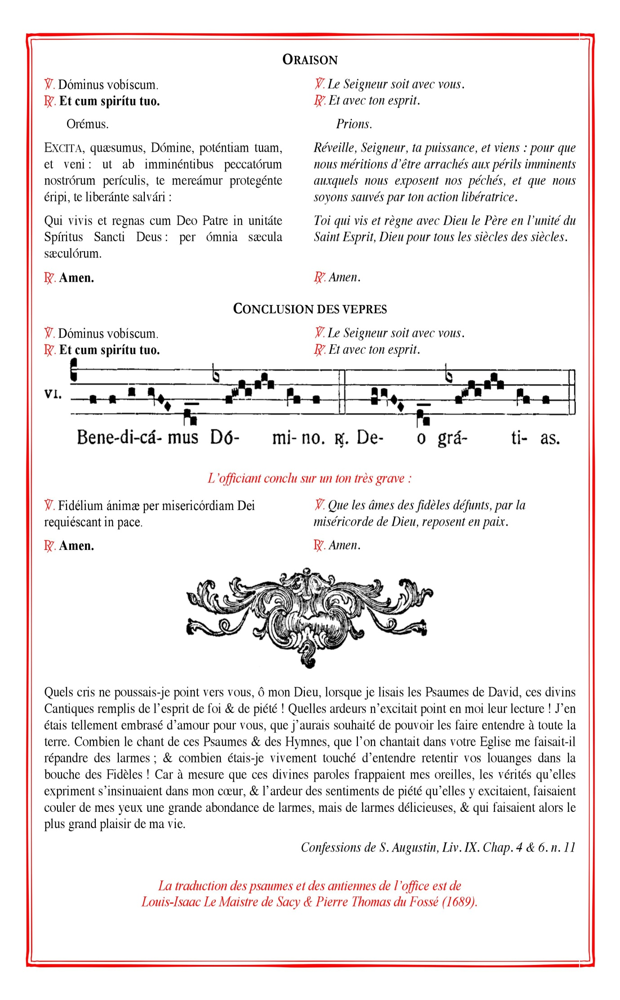 ORAISON
℣. Dóminus vobíscum.
℟. Et cum spirítu tuo.
Orémus.
EXCITA, quæsumus, Dómine, poténtiam tuam,
et veni : ut ab imminéntibus peccatórum
nostrórum perículis, te mereámur protegénte
éripi, te liberánte salvári :
Qui vivis et regnas cum Deo Patre in unitáte
Spíritus Sancti Deus : per ómnia sæcula
sæculórum.
℟. Amen.
℣. Le Seigneur soit avec vous.
℟. Et avec ton esprit.
Prions.
Réveille, Seigneur, ta puissance, et viens : pour que
nous méritions d’être arrachés aux périls imminents
auxquels nous exposent nos péchés, et que nous
soyons sauvés par ton action libératrice.
Toi qui vis et règne avec Dieu le Père en l’unité du
Saint Esprit, Dieu pour tous les siècles des siècles.
℟. Amen.
CONCLUSION DES VEPRES
℣. Dóminus vobíscum.
℟. Et cum spirítu tuo.
℣. Le Seigneur soit avec vous.
℟. Et avec ton esprit.
VI.
Bene-di-cá- mus Dó- mi- no. ℟. De- o grá- ti- as.
L’officiant conclu sur un ton très grave :
℣. Fidélium ánimæ per misericórdiam Dei
requiéscant in pace.
℟. Amen.
℣. Que les âmes des fidèles défunts, par la
miséricorde de Dieu, reposent en paix.
℟. Amen.
Quels cris ne poussais-je point vers vous, ô mon Dieu, lorsque je lisais les Psaumes de David, ces divins
Cantiques remplis de l’esprit de foi & de piété ! Quelles ardeurs n’excitait point en moi leur lecture ! J’en
étais tellement embrasé d’amour pour vous, que j’aurais souhaité de pouvoir les faire entendre à toute la
terre. Combien le chant de ces Psaumes & des Hymnes, que l’on chantait dans votre Eglise me faisait-il
répandre des larmes ; & combien étais-je vivement touché d’entendre retentir vos louanges dans la
bouche des Fidèles ! Car à mesure que ces divines paroles frappaient mes oreilles, les vérités qu’elles
expriment s’insinuaient dans mon cœur, & l’ardeur des sentiments de piété qu’elles y excitaient, faisaient
couler de mes yeux une grande abondance de larmes, mais de larmes délicieuses, & qui faisaient alors le
plus grand plaisir de ma vie.
Confessions de S. Augustin, Liv. IX. Chap. 4 & 6. n. 11
La traduction des psaumes et des antiennes de l’office est de
Louis-Isaac Le Maistre de Sacy & Pierre Thomas du Fossé (1689).